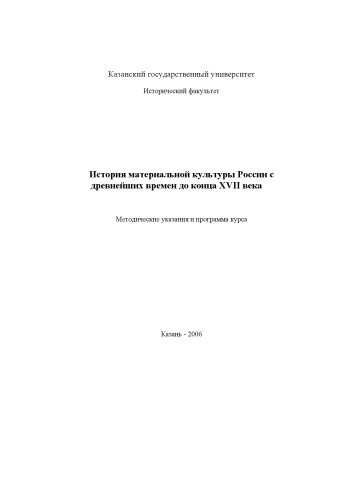 Казанский государственный университет
Исторический факультет
История материальной культуры России с
древнейших времен до конца XVII века
Методические указания и программа курса
Казань - 2006